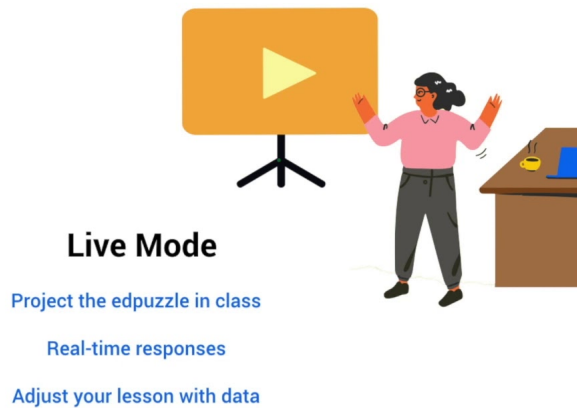 Live Mode
Project the edpuzzle in class
Real-time responses
Adjust your lesson with data